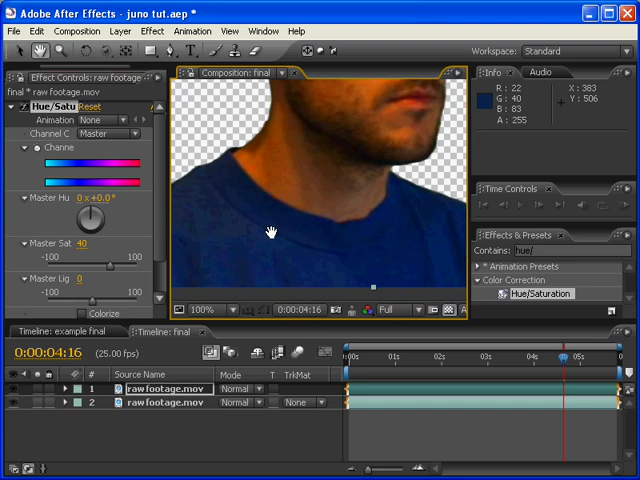 Adobe After Effects - juno tut.aep *
File Edit Composition Layer Effect Animation View Window Help
Workspace: Standard
Effect Controls: raw footage
final * raw footage.mov
Hue/Satu Reset
Animation None
Channel C Master
Channe
Master Hu 0 x +0.0°
Master Sat 40
-100 100
Master Lig 0
-100 100
Colorize
Composition: final
100% 0:00:04:16 Full
Info Audio
R : 22
G : 40
B : 83
A : 255
X : 383
Y : 506
Time Controls
Effects & Presets
Contains: hue/
* Animation Presets
Color Correction
Hue/Saturation
Timeline: example final Timeline: final
0:00:04:16 (25.00 fps)
:00s 01s 02s 03s 04s 05s
# Source Name Mode T TrkMat
1 raw footage.mov Normal
2 raw footage.mov Normal None